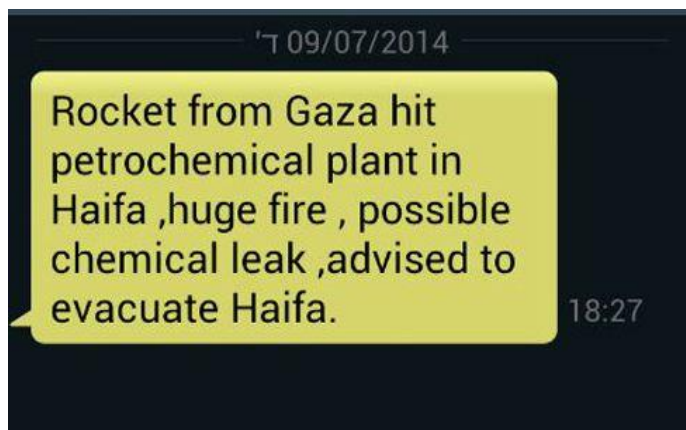 ד' 09/07/2014
Rocket from Gaza hit
petrochemical plant in
Haifa ,huge fire , possible
chemical leak ,advised to
evacuate Haifa.
18:27